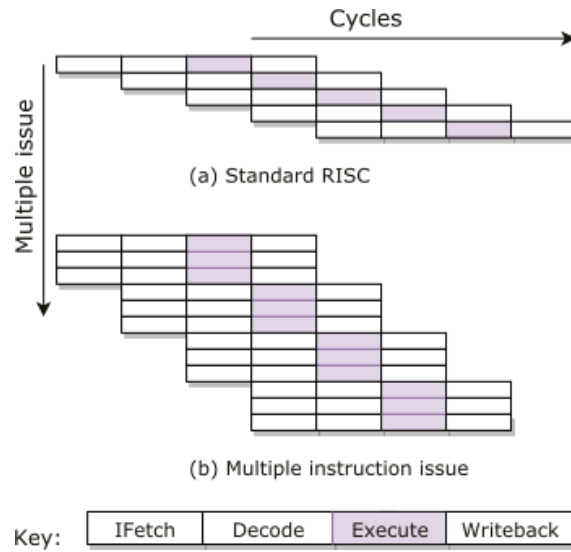 Cycles
Multiple issue
(a) Standard RISC
(b) Multiple instruction issue
Key: IFetch Decode Execute Writeback